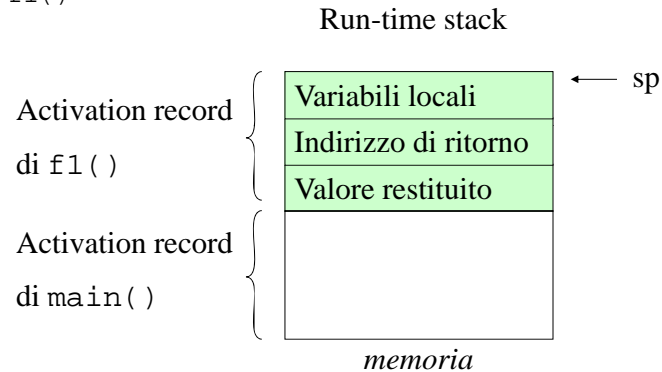 f1()
Run-time stack
sp
Activation record
di f1()
Variabili locali
Indirizzo di ritorno
Valore restituito
Activation record
di main()
memoria